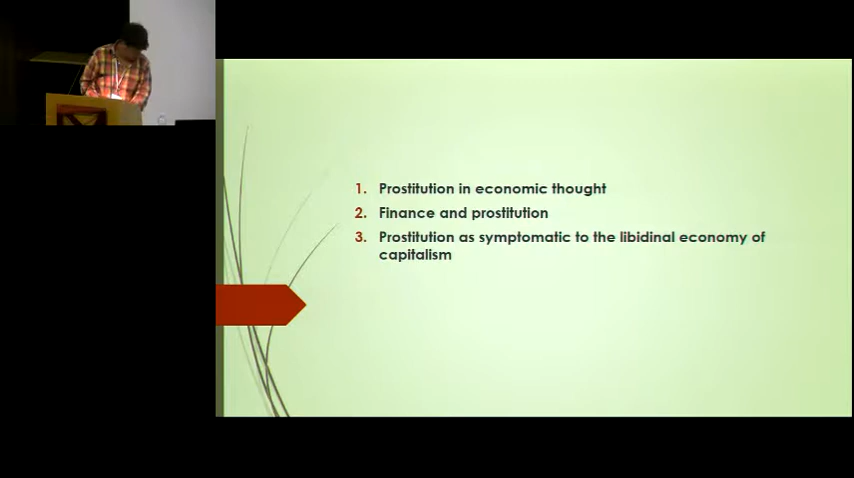 1. Prostitution in economic thought
2. Finance and prostitution
3. Prostitution as symptomatic to the libidinal economy of
capitalism